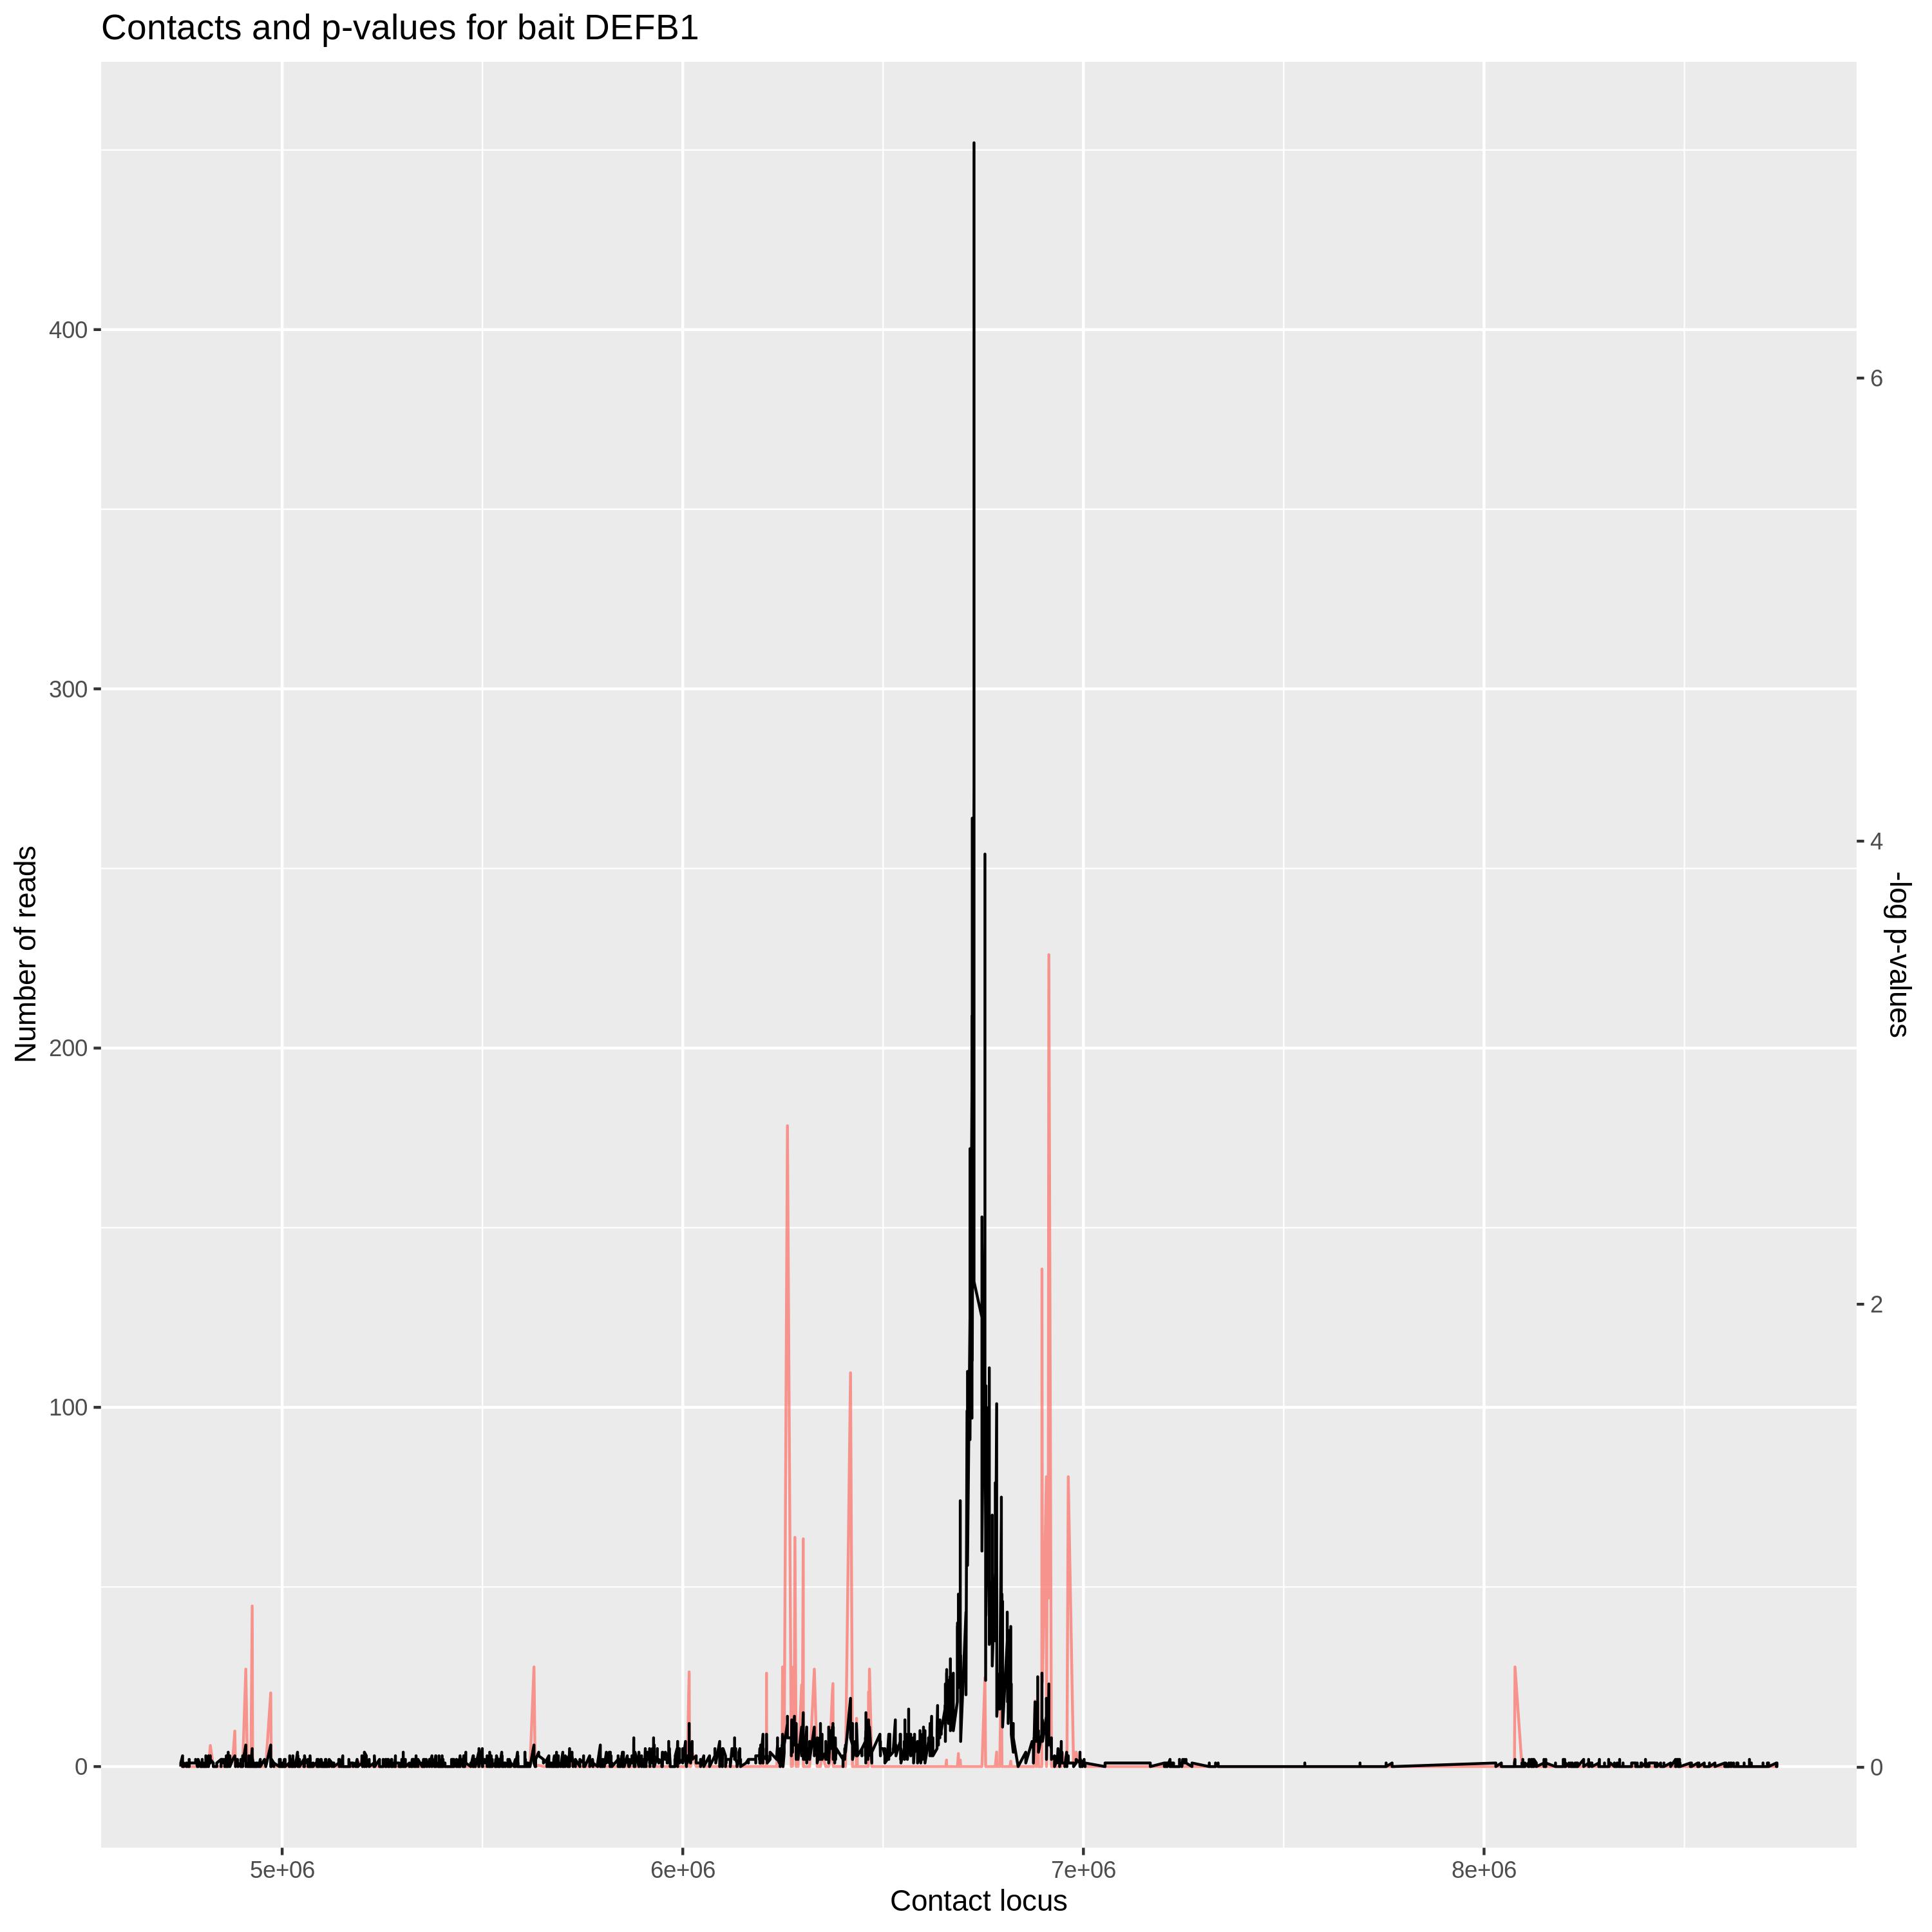 Contacts and p-values for bait DEFB1
Number of reads
400
300
200
100
0
6
4
2
0
-log p-values
5e+06 6e+06 7e+06 8e+06
Contact locus